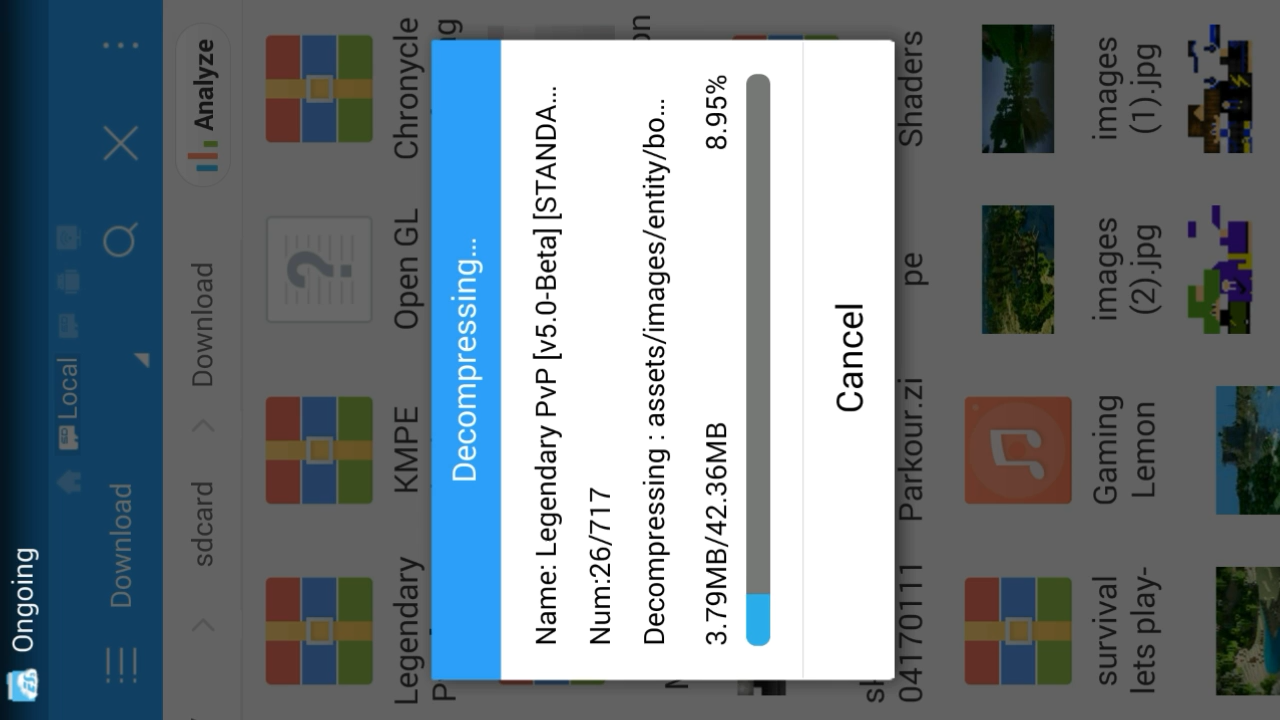 Ongoing
Local
Download
sdcard > Download
Analyze
Legendary
KMPE
Open GL
Chronycle
Decompressing...
Name: Legendary PvP [v5.0-Beta] [STANDA...
Num:26/717
Decompressing : assets/images/entity/bo...
3.79MB/42.36MB 8.95%
Cancel
04170111
Parkour.zi
pe
Shaders
survival
lets play-
Gaming
Lemon
images
(2).jpg
images
(1).jpg